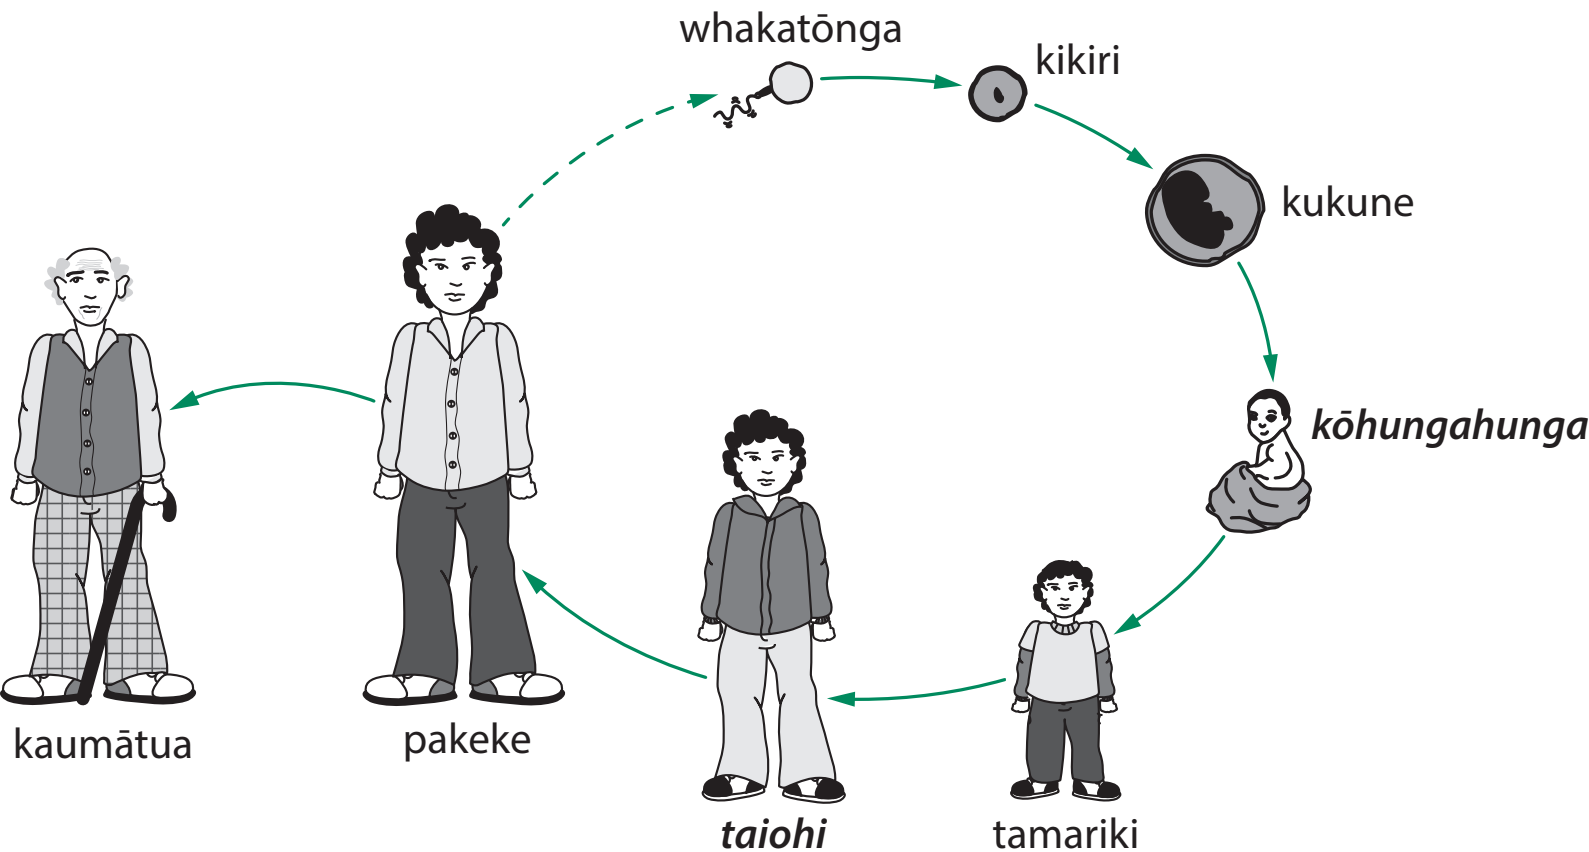 whakatōnga
kikiri
kukune
kōhungahunga
tamariki
taiohi
pakeke
kaumātua